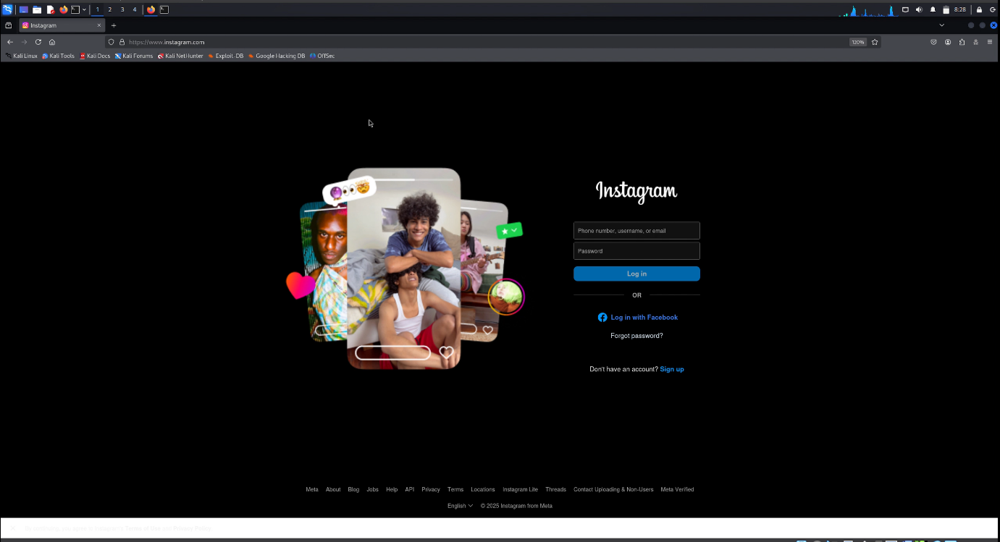 1 2 3 4 8:28
Instagram
https://www.instagram.com 120%
Kali Linux Kali Tools Kali Docs Kali Forums Kali NetHunter Exploit-DB Google Hacking DB OffSec
Instagram
Phone number, username, or email
Password
Log in
OR
Log in with Facebook
Forgot password?
Don't have an account? Sign up
Meta About Blog Jobs Help API Privacy Terms Locations Instagram Lite Threads Contact Uploading & Non-Users Meta Verified
English © 2025 Instagram from Meta
Terms of Use Privacy Policy